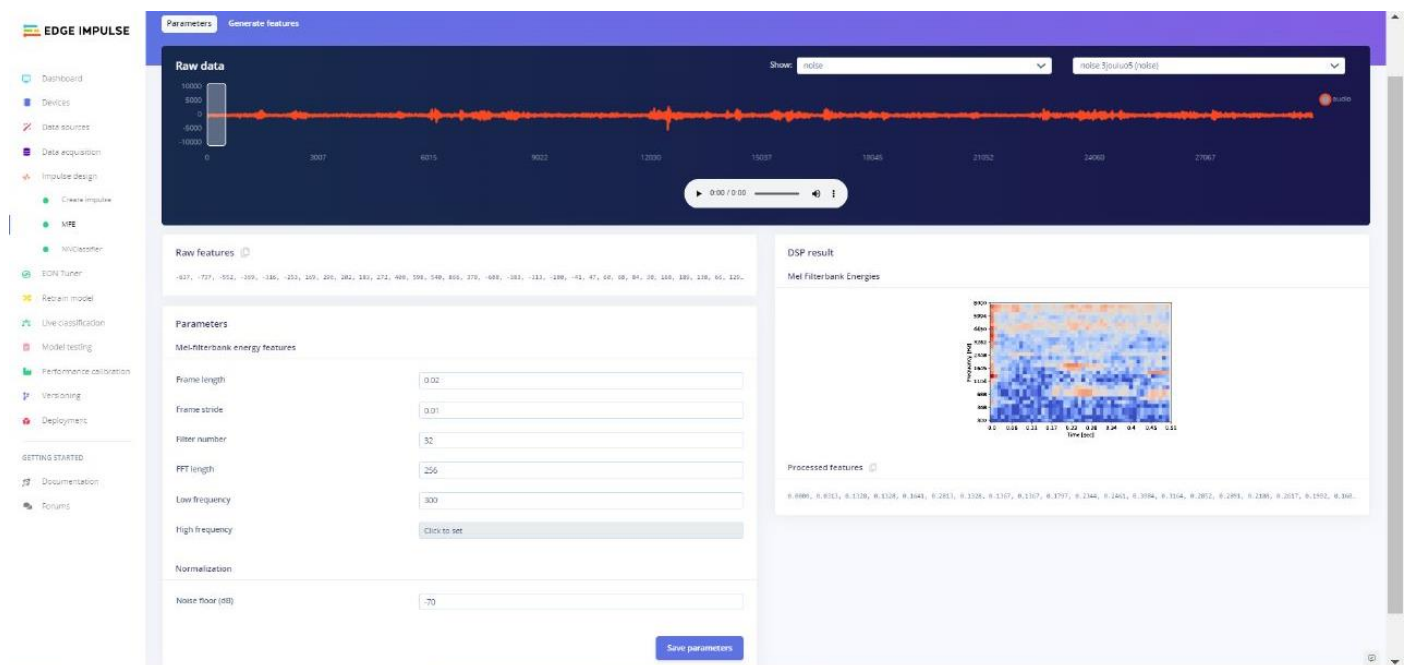 EDGE IMPULSE
Dashboard
Devices
Data sources
Data acquisition
Impulse design
Create impulse
MFE
NN Classifier
EON Tuner
Retrain model
Live classification
Model testing
Performance calibration
Versioning
Deployment
GETTING STARTED
Documentation
Forums
Parameters Generate features
Raw data
Show: noise
noise.3jouiuo5 (noise)
10000
5000
0
-5000
-10000
audio
0 3007 6015 9022 12030 15037 18045 21052 24060 27067
0:00 / 0:00
Raw features
Parameters
Mel-filterbank energy features
Frame length 0.02
Frame stride 0.01
Filter number 32
FFT length 256
Low frequency 300
High frequency Click to set
Normalization
Noise floor (dB) -70
Save parameters
DSP result
Mel Filterbank Energies
Frequency [Hz]
Time [sec]
Processed features